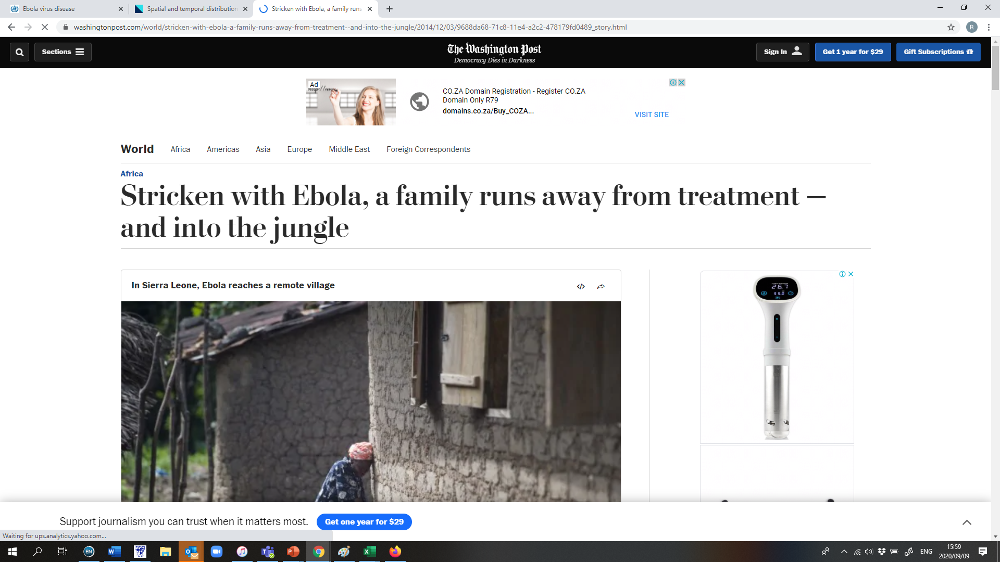 Ebola virus disease
Spatial and temporal distribution
Stricken with Ebola, a family runs
washingtonpost.com/world/stricken-with-ebola-a-family-runs-away-from-treatment--and-into-the-jungle/2014/12/03/9688da68-71c8-11e4-a2c2-478179fd0489_story.html
R
Sections
The Washington Post
Democracy Dies in Darkness
Sign In
Get 1 year for $29
Gift Subscriptions
Ad
CO.ZA Domain Registration - Register CO.ZA
Domain Only R79
domains.co.za/Buy_COZA...
VISIT SITE
World Africa Americas Asia Europe Middle East Foreign Correspondents
Africa
Stricken with Ebola, a family runs away from treatment —
and into the jungle
In Sierra Leone, Ebola reaches a remote village
26.7
55.0
Support journalism you can trust when it matters most.
Get one year for $29
Waiting for ups.analytics.yahoo.com...
EN
ENG
15:59
2020/09/09